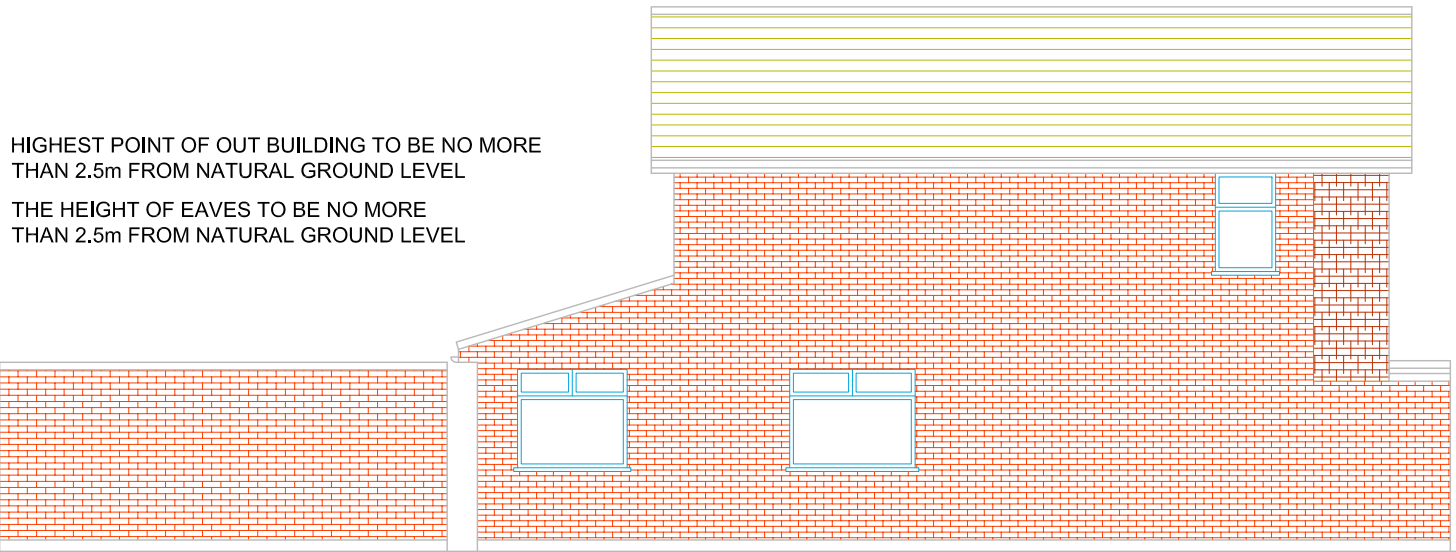 HIGHEST POINT OF OUT BUILDING TO BE NO MORE
THAN 2.5m FROM NATURAL GROUND LEVEL
THE HEIGHT OF EAVES TO BE NO MORE
THAN 2.5m FROM NATURAL GROUND LEVEL